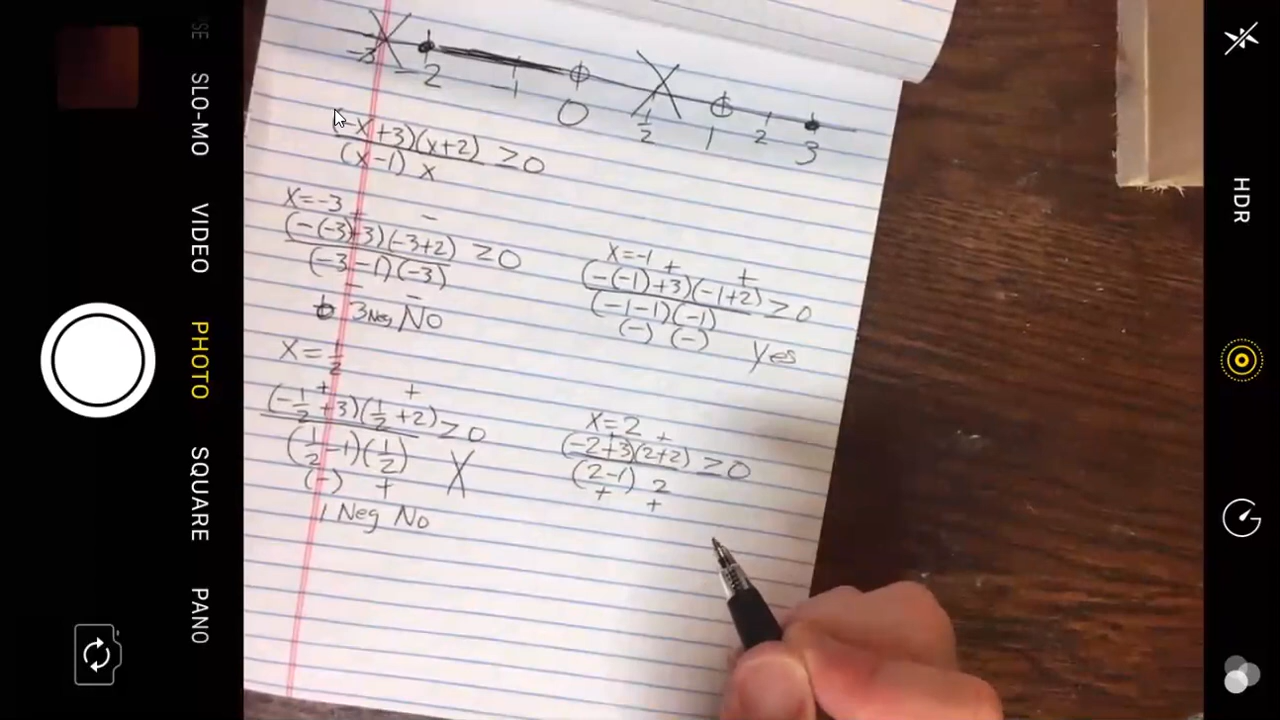 -3 -2 -1 0 1/2 1 2 3
(-x+3)(x+2) ≥0
(x-1) x
x=-3 + -
(-(-3)+3)(-3+2) ≥0
(-3-1)(-3)
- -
3 Neg No
x=-1 + +
(-(-1)+3)(-1+2) ≥0
(-1-1)(-1)
(-) (-)
Yes
x=1/2
+ +
(-1/2+3)(1/2+2) ≥0
(1/2-1)(1/2) X
(-) +
1 Neg No
x=2 +
(-2+3)(2+2) ≥0
(2-1) 2
+ +
SE
SLO-MO
VIDEO
PHOTO
SQUARE
PANO
HDR